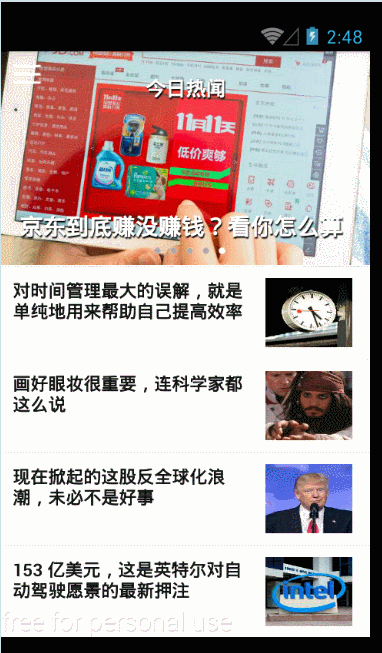 2:48
今日热闻
11月11天
低价爽够
京东到底赚没赚钱？看你怎么算
对时间管理最大的误解，就是
单纯地用来帮助自己提高效率
画好眼妆很重要，连科学家都
这么说
现在掀起的这股反全球化浪
潮，未必不是好事
153 亿美元，这是英特尔对自
动驾驶愿景的最新押注
intel
free for personal use